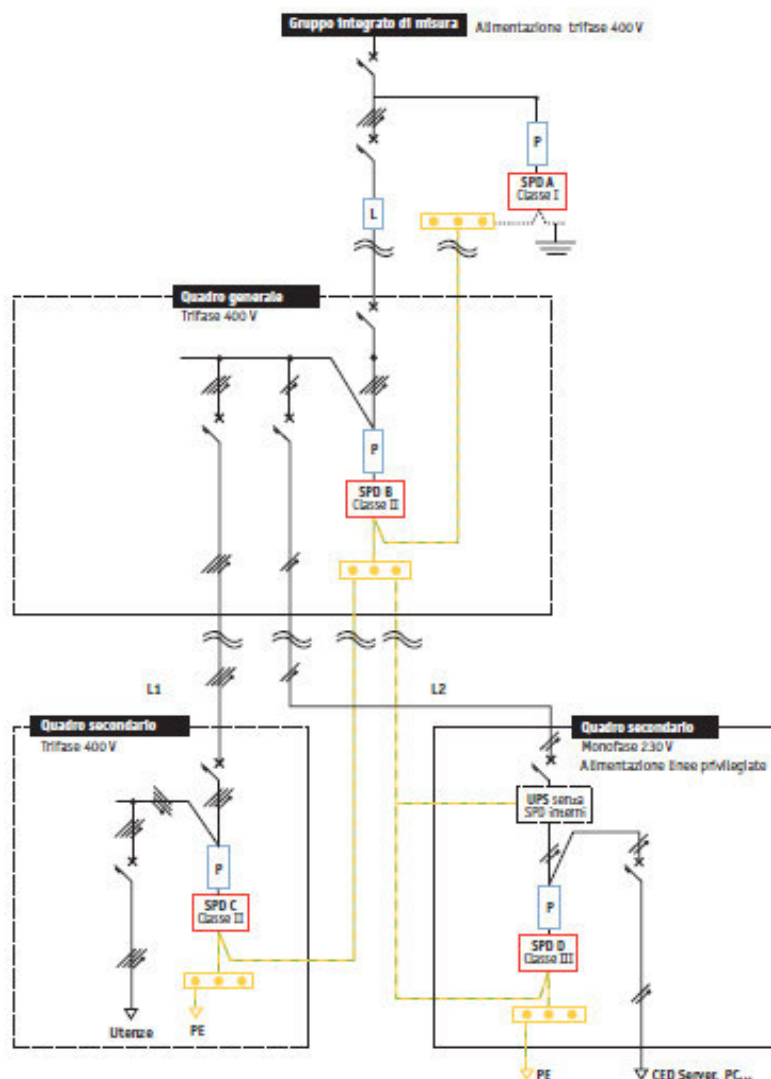 Gruppo integrato di misura
Alimentazione trifase 400 V
P
SPD A
Classe I
L
Quadro generale
Trifase 400 V
P
SPD B
Classe II
L1
L2
Quadro secondario
Trifase 400 V
Quadro secondario
Monofase 230 V
Alimentazione linee privilegiate
UPS senza
SPD interni
P
SPD C
Classe II
P
SPD D
Classe III
Utenze
PE
PE
CED Server, PC...